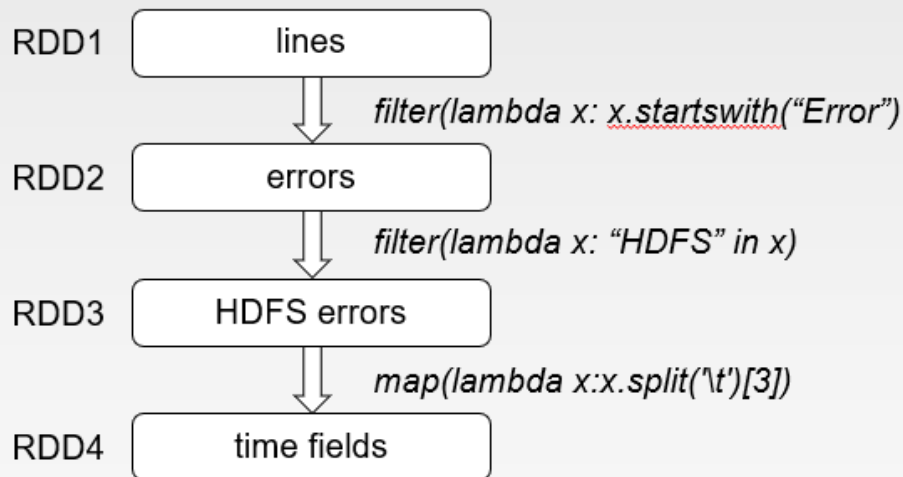 RDD1 lines
filter(lambda x: x.startswith(“Error”)
RDD2 errors
filter(lambda x: “HDFS” in x)
RDD3 HDFS errors
map(lambda x:x.split('\t')[3])
RDD4 time fields